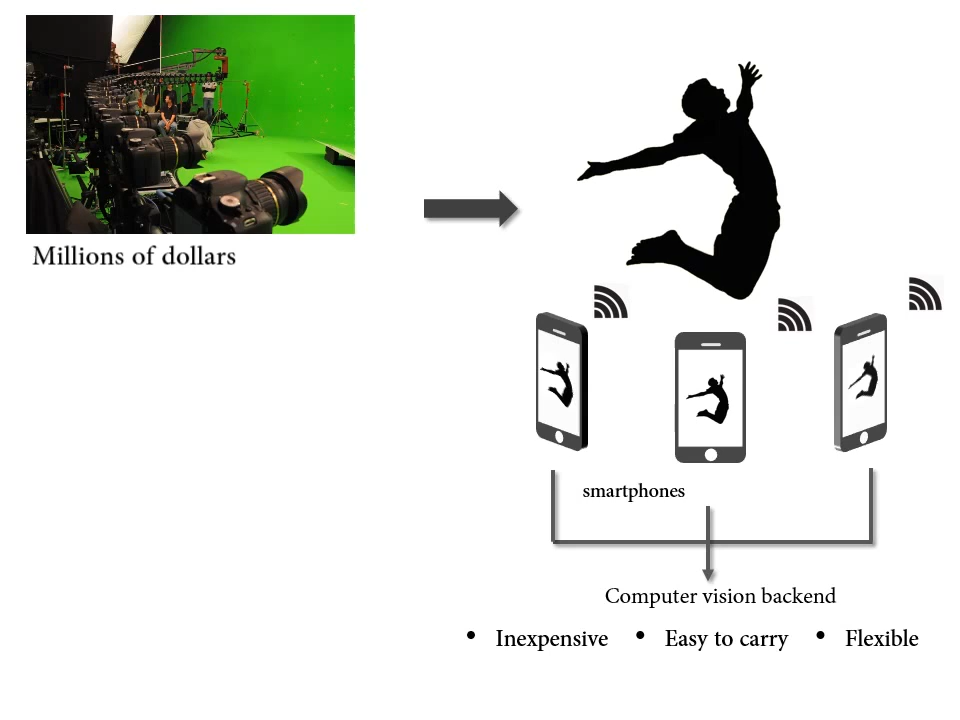 Millions of dollars
smartphones
Computer vision backend
• Inexpensive • Easy to carry • Flexible